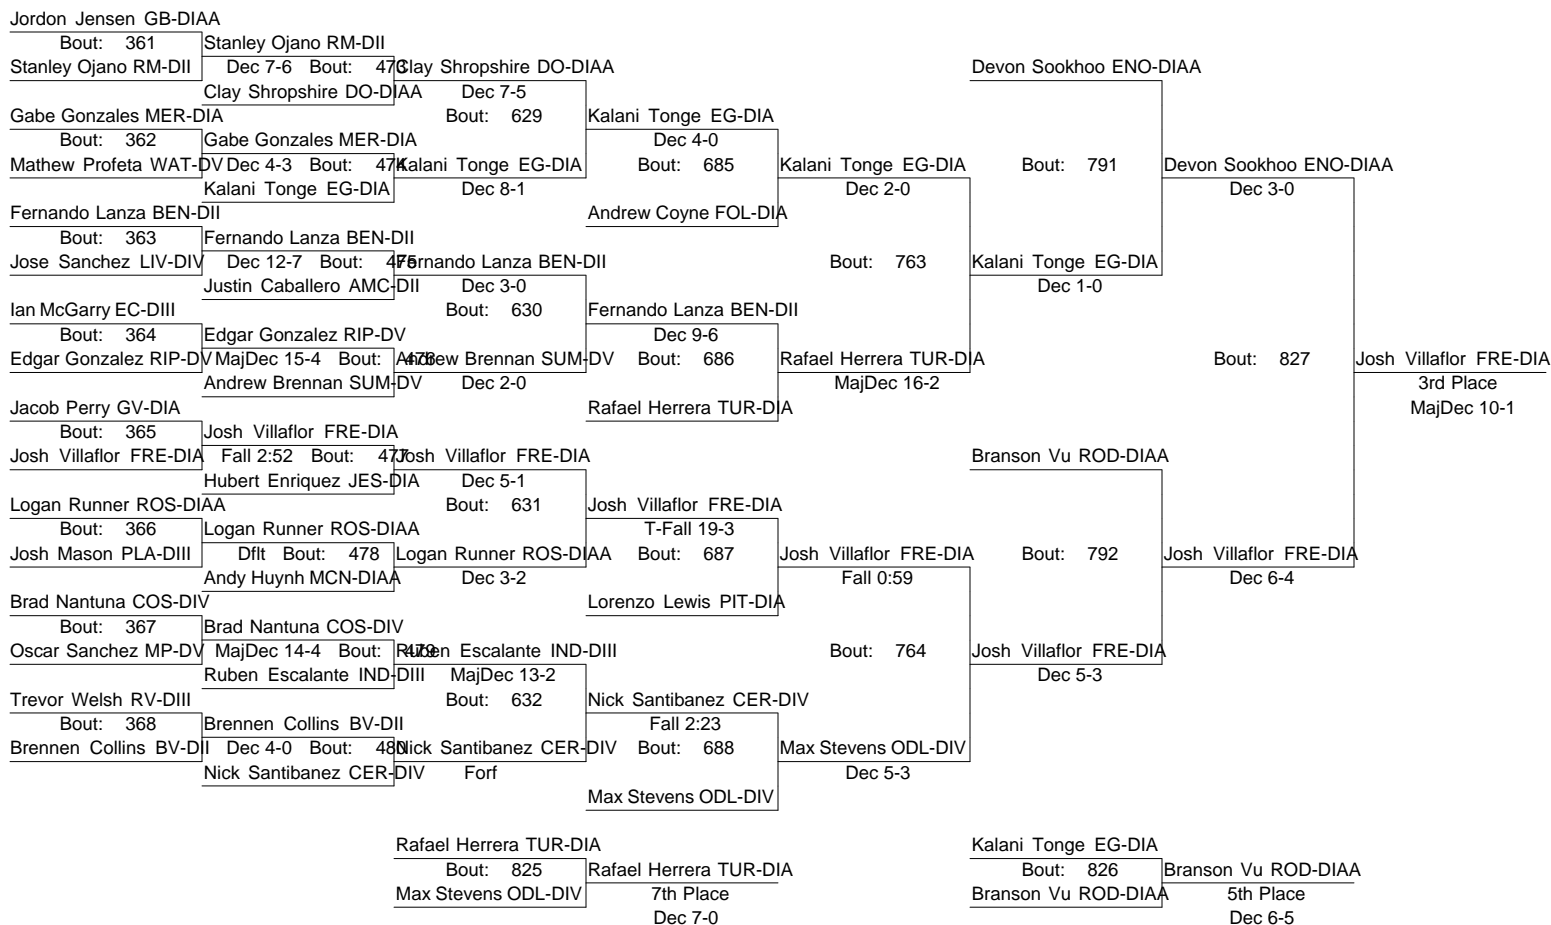 Jordon Jensen GB-DIAA
Bout: 361 Stanley Ojano RM-DII
Stanley Ojano RM-DII Dec 7-6 Bout: 473 Clay Shropshire DO-DIAA Devon Sookhoo ENO-DIAA
Clay Shropshire DO-DIAA Dec 7-5
Gabe Gonzales MER-DIA Bout: 629 Kalani Tonge EG-DIA
Bout: 362 Gabe Gonzales MER-DIA Dec 4-0
Mathew Profeta WAT-DV Dec 4-3 Bout: 474 Kalani Tonge EG-DIA Bout: 685 Kalani Tonge EG-DIA Bout: 791 Devon Sookhoo ENO-DIAA
Kalani Tonge EG-DIA Dec 8-1 Dec 2-0 Dec 3-0
Fernando Lanza BEN-DII Andrew Coyne FOL-DIA
Bout: 363 Fernando Lanza BEN-DII
Jose Sanchez LIV-DIV Dec 12-7 Bout: 475 Fernando Lanza BEN-DII Bout: 763 Kalani Tonge EG-DIA
Justin Caballero AMC-DII Dec 3-0 Dec 1-0
Ian McGarry EC-DIII Bout: 630 Fernando Lanza BEN-DII
Bout: 364 Edgar Gonzalez RIP-DV Dec 9-6
Edgar Gonzalez RIP-DV MajDec 15-4 Bout: 476 Andrew Brennan SUM-DV Bout: 686 Rafael Herrera TUR-DIA Bout: 827 Josh Villaflor FRE-DIA
Andrew Brennan SUM-DV Dec 2-0 MajDec 16-2 3rd Place
Jacob Perry GV-DIA Rafael Herrera TUR-DIA MajDec 10-1
Bout: 365 Josh Villaflor FRE-DIA
Josh Villaflor FRE-DIA Fall 2:52 Bout: 477 Josh Villaflor FRE-DIA Branson Vu ROD-DIAA
Hubert Enriquez JES-DIA Dec 5-1
Logan Runner ROS-DIAA Bout: 631 Josh Villaflor FRE-DIA
Bout: 366 Logan Runner ROS-DIAA T-Fall 19-3
Josh Mason PLA-DIII Dflt Bout: 478 Logan Runner ROS-DIAA Bout: 687 Josh Villaflor FRE-DIA Bout: 792 Josh Villaflor FRE-DIA
Andy Huynh MCN-DIAA Dec 3-2 Fall 0:59 Dec 6-4
Brad Nantuna COS-DIV Lorenzo Lewis PIT-DIA
Bout: 367 Brad Nantuna COS-DIV
Oscar Sanchez MP-DV MajDec 14-4 Bout: 479 Ruben Escalante IND-DIII Bout: 764 Josh Villaflor FRE-DIA
Ruben Escalante IND-DIII MajDec 13-2 Dec 5-3
Trevor Welsh RV-DIII Bout: 632 Nick Santibanez CER-DIV
Bout: 368 Brennen Collins BV-DII Fall 2:23
Brennen Collins BV-DII Dec 4-0 Bout: 480 Nick Santibanez CER-DIV Bout: 688 Max Stevens ODL-DIV
Nick Santibanez CER-DIV Forf Dec 5-3
Max Stevens ODL-DIV
Rafael Herrera TUR-DIA Kalani Tonge EG-DIA
Bout: 825 Rafael Herrera TUR-DIA Bout: 826 Branson Vu ROD-DIAA
Max Stevens ODL-DIV 7th Place Branson Vu ROD-DIAA 5th Place
Dec 7-0 Dec 6-5